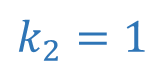 k₂ = 1